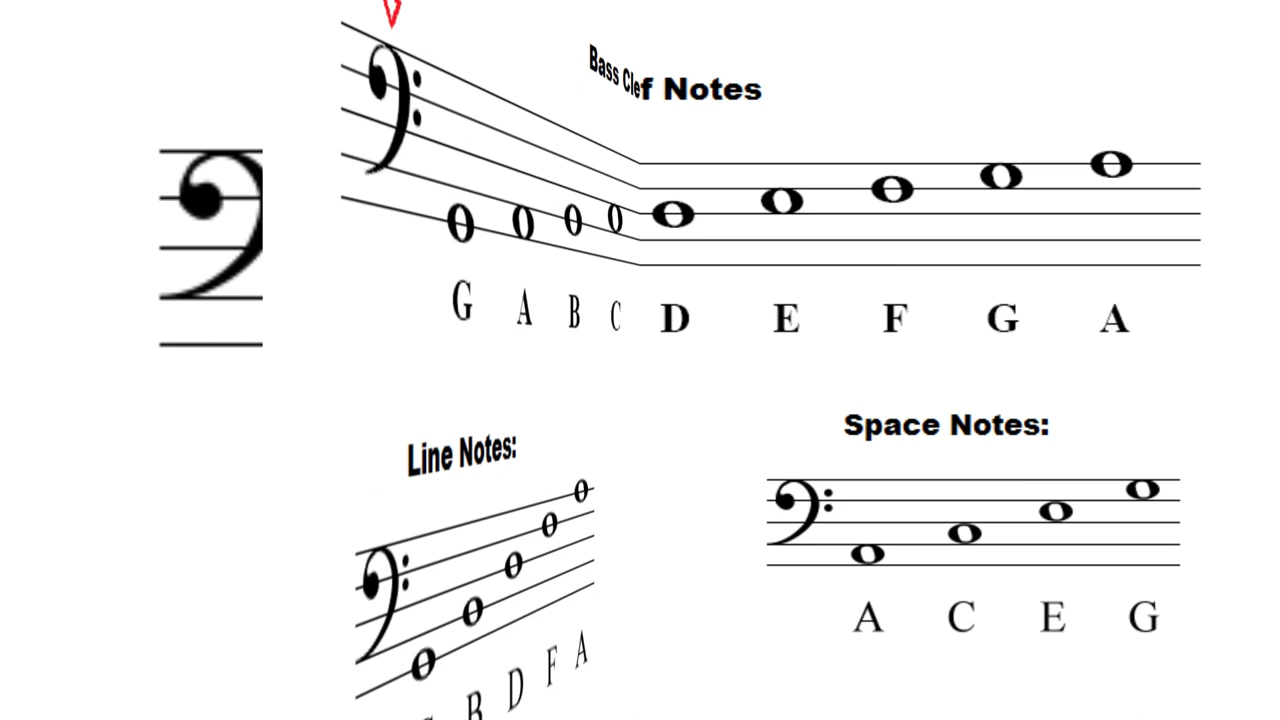 Bass Clef Notes
G A B C D E F G A
Line Notes:
B D F A
Space Notes:
A C E G